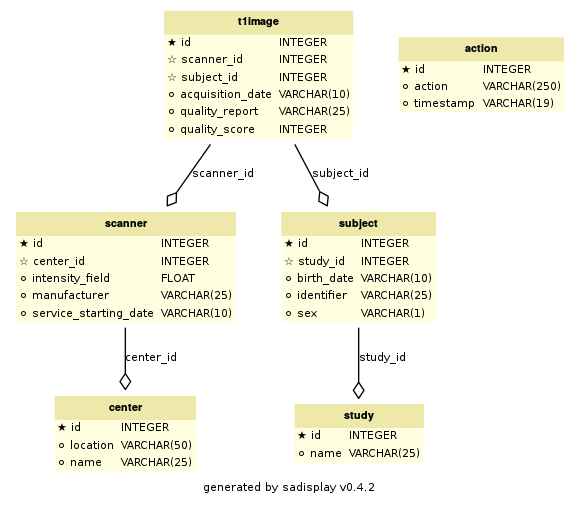 t1image
★ id INTEGER
☆ scanner_id INTEGER
☆ subject_id INTEGER
⚬ acquisition_date VARCHAR(10)
⚬ quality_report VARCHAR(25)
⚬ quality_score INTEGER
action
★ id INTEGER
⚬ action VARCHAR(250)
⚬ timestamp VARCHAR(19)
scanner_id
subject_id
scanner
★ id INTEGER
☆ center_id INTEGER
⚬ intensity_field FLOAT
⚬ manufacturer VARCHAR(25)
⚬ service_starting_date VARCHAR(10)
subject
★ id INTEGER
☆ study_id INTEGER
⚬ birth_date VARCHAR(10)
⚬ identifier VARCHAR(25)
⚬ sex VARCHAR(1)
center_id
study_id
center
★ id INTEGER
⚬ location VARCHAR(50)
⚬ name VARCHAR(25)
study
★ id INTEGER
⚬ name VARCHAR(25)
generated by sadisplay v0.4.2